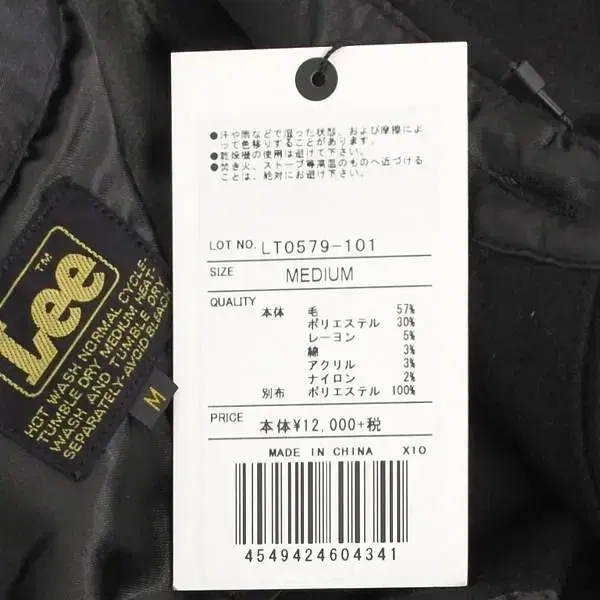 ●汗や雨などで湿った状態、および摩擦によ
って色移りすることがあります。
●乾燥機の使用は避けて下さい。
●焚き火、ストーブ等高温のものへ近づける
ことは、絶対にお避け下さい。
LOT NO. LT0579-101
SIZE MEDIUM
QUALITY
本体 毛 57%
ポリエステル 30%
レーヨン 5%
綿 3%
アクリル 3%
ナイロン 2%
別布 ポリエステル 100%
PRICE 本体¥12,000+税
MADE IN CHINA X10
4549424604341
Lee TM
HOT WASH NORMAL CYCLE-
TUMBLE DRY MEDIUM HEAT-
WASH AND TUMBLE DRY
SEPARATELY-AVOID BLEACH
M